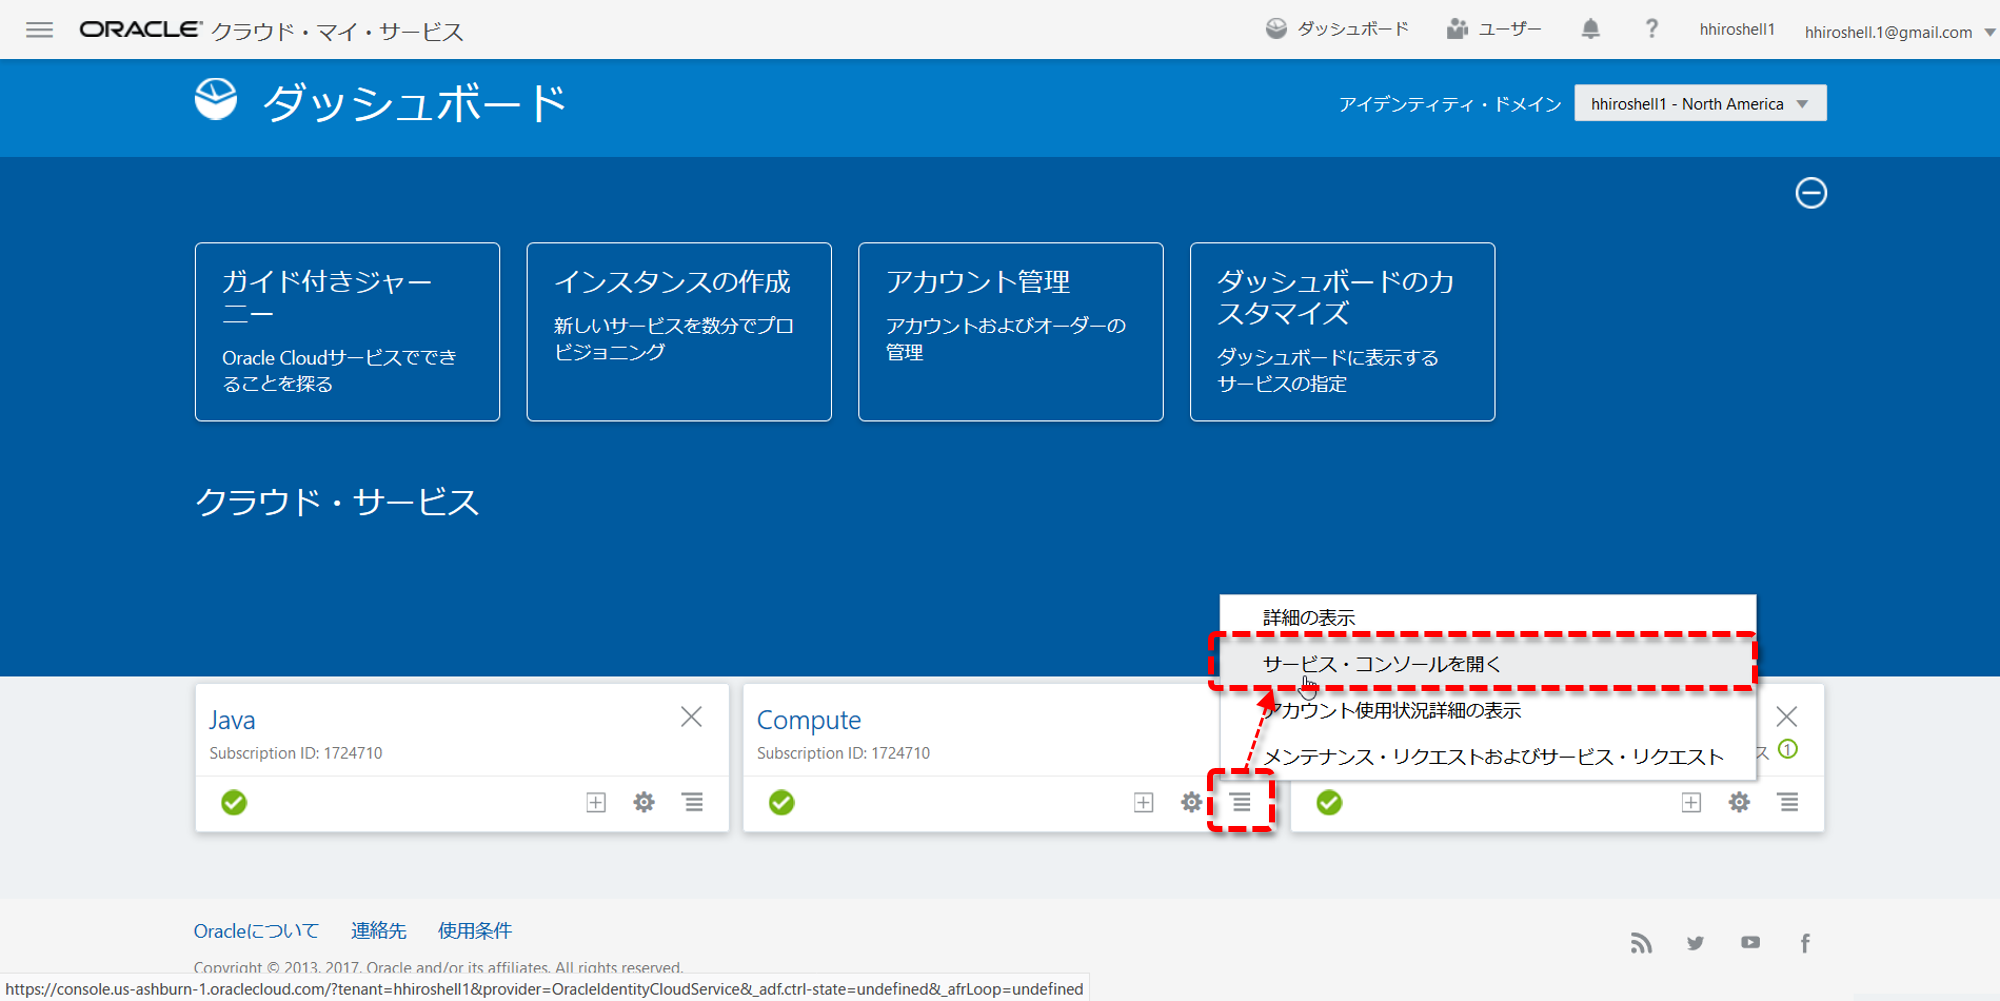 ORACLE クラウド・マイ・サービス
ダッシュボード
ユーザー
?
hhiroshell1
hhiroshell.1@gmail.com
ダッシュボード
アイデンティティ・ドメイン
hhiroshell1 - North America
ガイド付きジャー
ニー
Oracle Cloudサービスででき
ることを探る
インスタンスの作成
新しいサービスを数分でプロ
ビジョニング
アカウント管理
アカウントおよびオーダーの
管理
ダッシュボードのカ
スタマイズ
ダッシュボードに表示する
サービスの指定
クラウド・サービス
詳細の表示
サービス・コンソールを開く
アカウント使用状況詳細の表示
メンテナンス・リクエストおよびサービス・リクエスト
Java
Subscription ID: 1724710
Compute
Subscription ID: 1724710
ス 1
Oracleについて
連絡先
使用条件
Copyright © 2013, 2017, Oracle and/or its affiliates. All rights reserved.
https://console.us-ashburn-1.oraclecloud.com/?tenant=hhiroshell1&provider=OracleIdentityCloudService&_adf.ctrl-state=undefined&_afrLoop=undefined